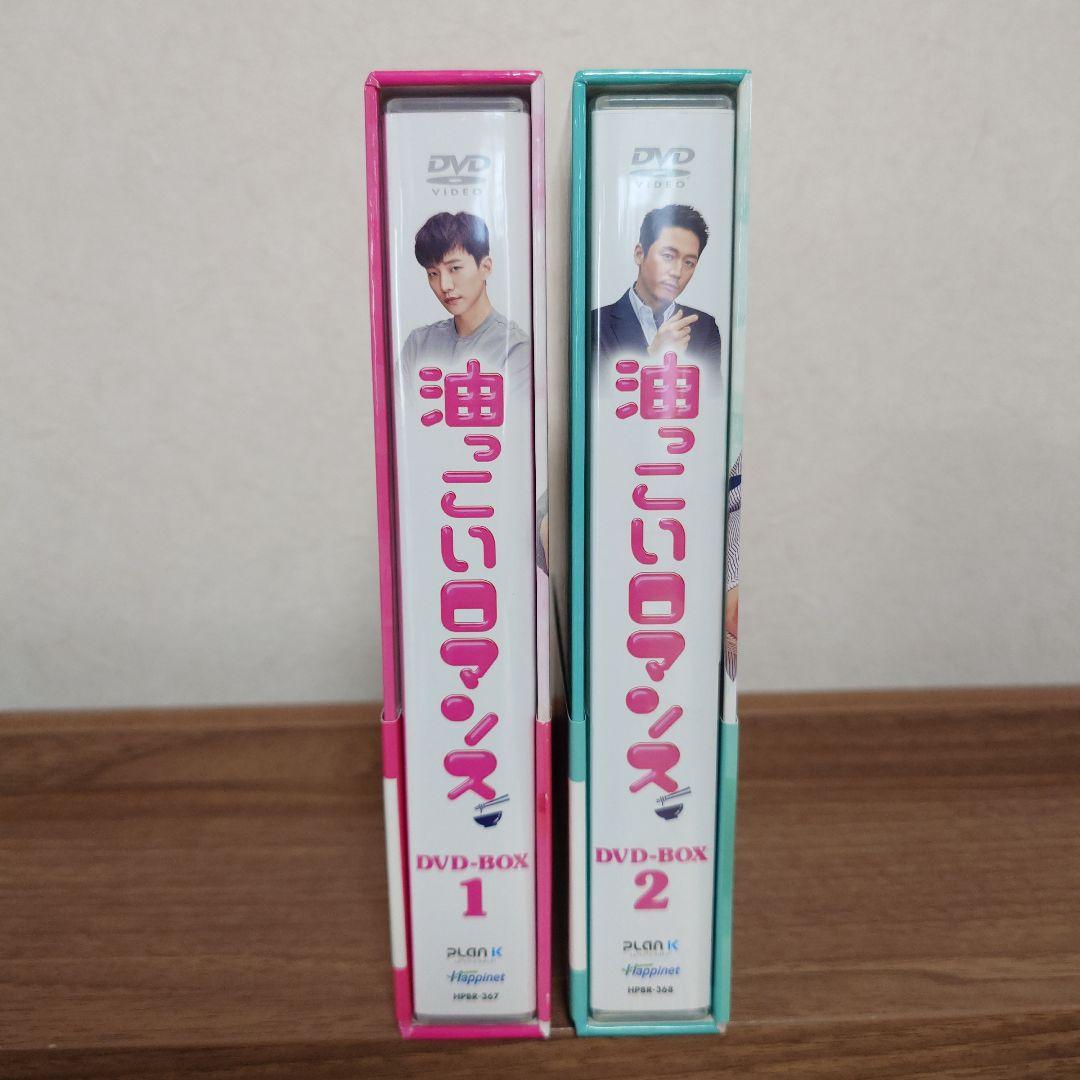 DVD
VIDEO
油っこいロマンス
DVD-BOX
1
PLAN K
Happinet
HPBR-367
DVD
VIDEO
油っこいロマンス
DVD-BOX
2
PLAN K
Happinet
HPBR-368